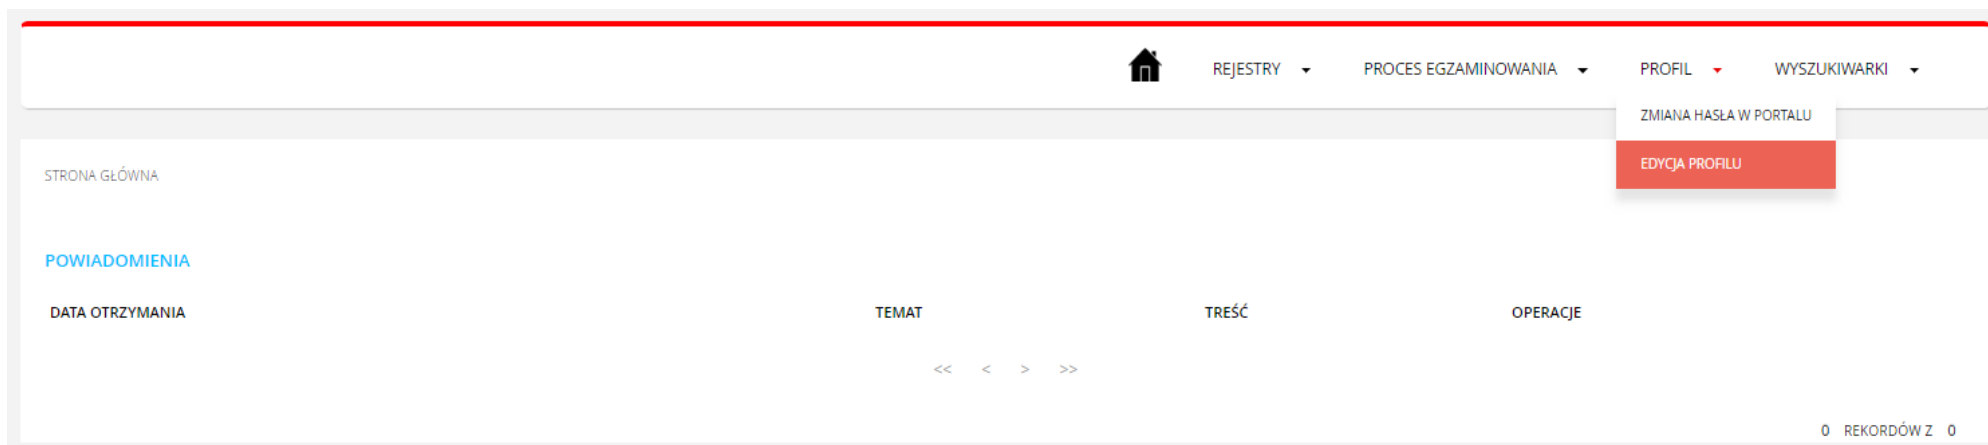 REJESTRY PROCES EGZAMINOWANIA PROFIL WYSZUKIWARKI
ZMIANA HASŁA W PORTALU
EDYCJA PROFILU
STRONA GŁÓWNA
POWIADOMIENIA
DATA OTRZYMANIA TEMAT TREŚĆ OPERACJE
<< < > >>
0 REKORDÓW Z 0